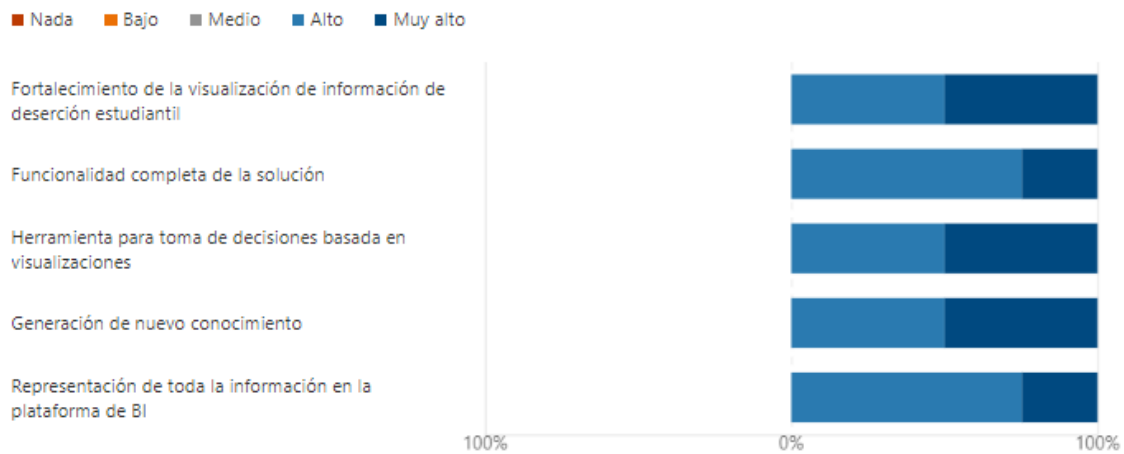 Nada Bajo Medio Alto Muy alto
Fortalecimiento de la visualización de información de
deserción estudiantil
Funcionalidad completa de la solución
Herramienta para toma de decisiones basada en
visualizaciones
Generación de nuevo conocimiento
Representación de toda la información en la
plataforma de BI
100% 0% 100%